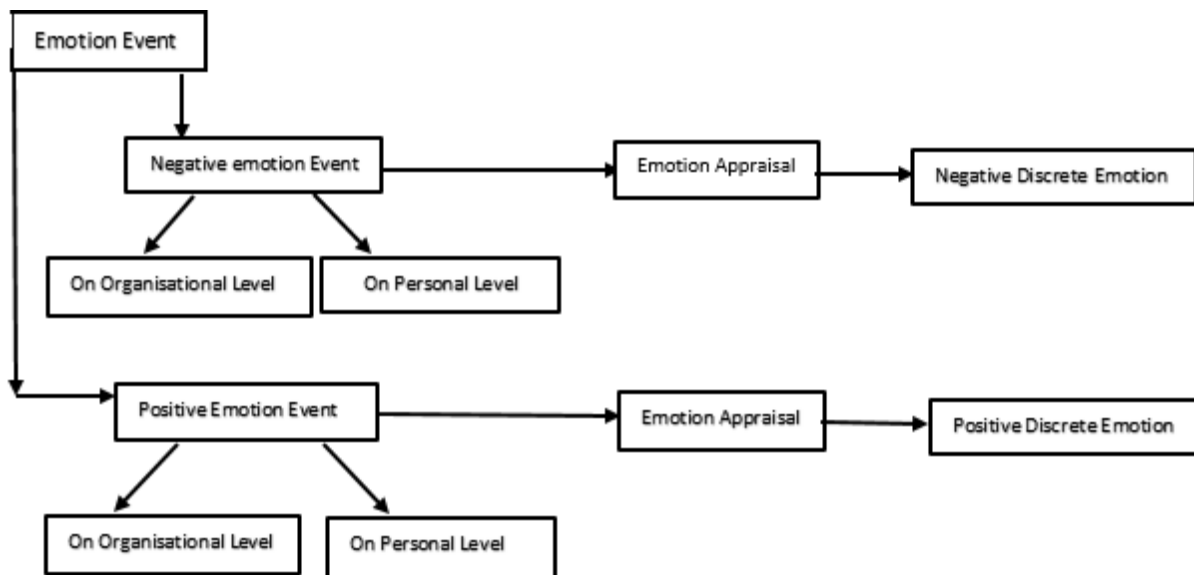 Emotion Event
Negative emotion Event
Emotion Appraisal
Negative Discrete Emotion
On Organisational Level
On Personal Level
Positive Emotion Event
Emotion Appraisal
Positive Discrete Emotion
On Organisational Level
On Personal Level